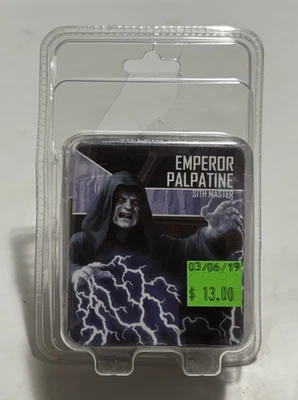 EMPEROR
PALPATINE
SITH MASTER
03/06/19
$ 13.00